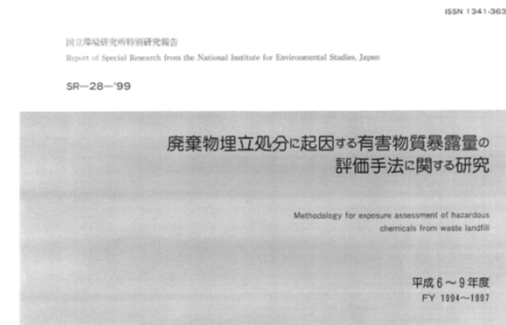 ISSN 1341-363
国立環境研究所特別研究報告
Report of Special Research from the National Institute for Environmental Studies, Japan
SR－28－'99
廃棄物埋立処分に起因する有害物質暴露量の
評価手法に関する研究
Methodology for exposure assessment of hazardous
chemicals from waste landfill
平成6～9年度
FY 1994～1997